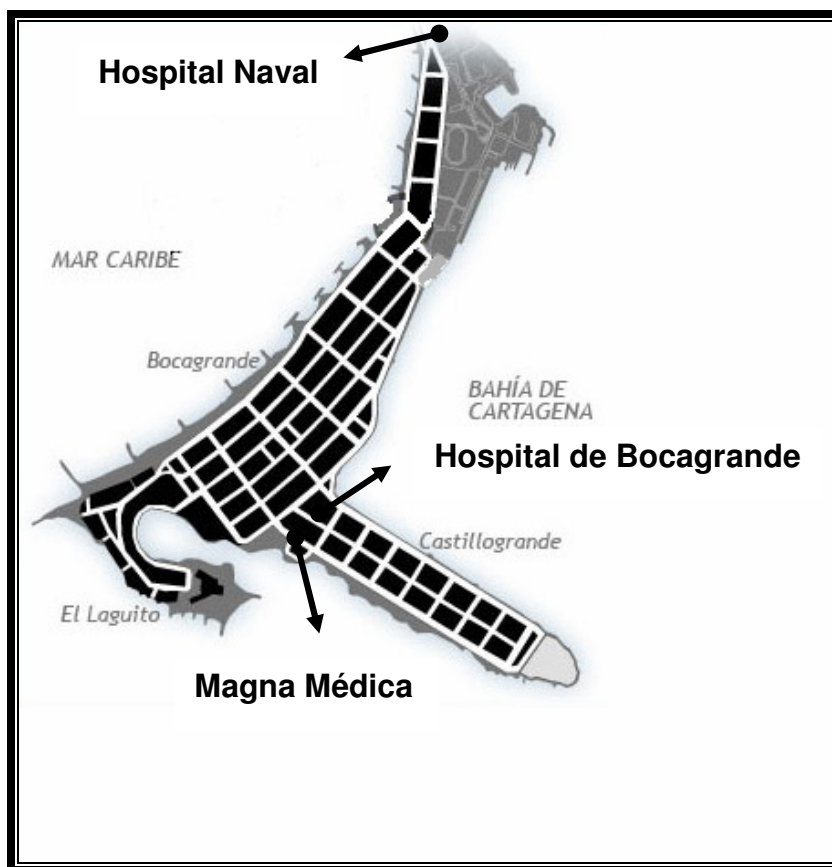 Hospital Naval
MAR CARIBE
Bocagrande
BAHÍA DE
CARTAGENA
Hospital de Bocagrande
Castillogrande
El Laguito
Magna Médica